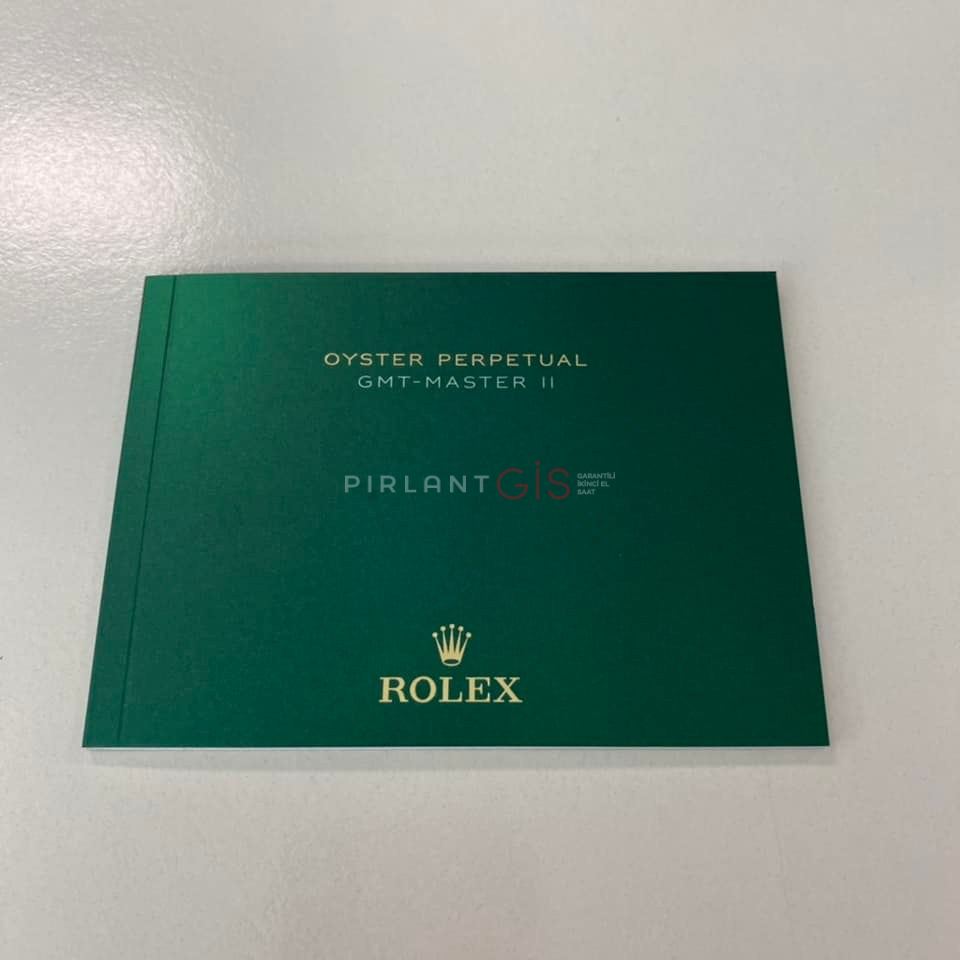 OYSTER PERPETUAL
GMT-MASTER II
PIRLANTGİS
GARANTİLİ
İKİNCİ EL
SAAT
ROLEX